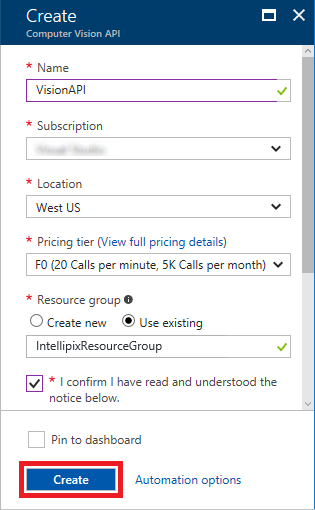 Create
Computer Vision API
* Name
VisionAPI
* Subscription
* Location
West US
* Pricing tier (View full pricing details)
F0 (20 Calls per minute, 5K Calls per month)
* Resource group
Create new Use existing
IntellipixResourceGroup
* I confirm I have read and understood the
notice below.
Pin to dashboard
Create Automation options